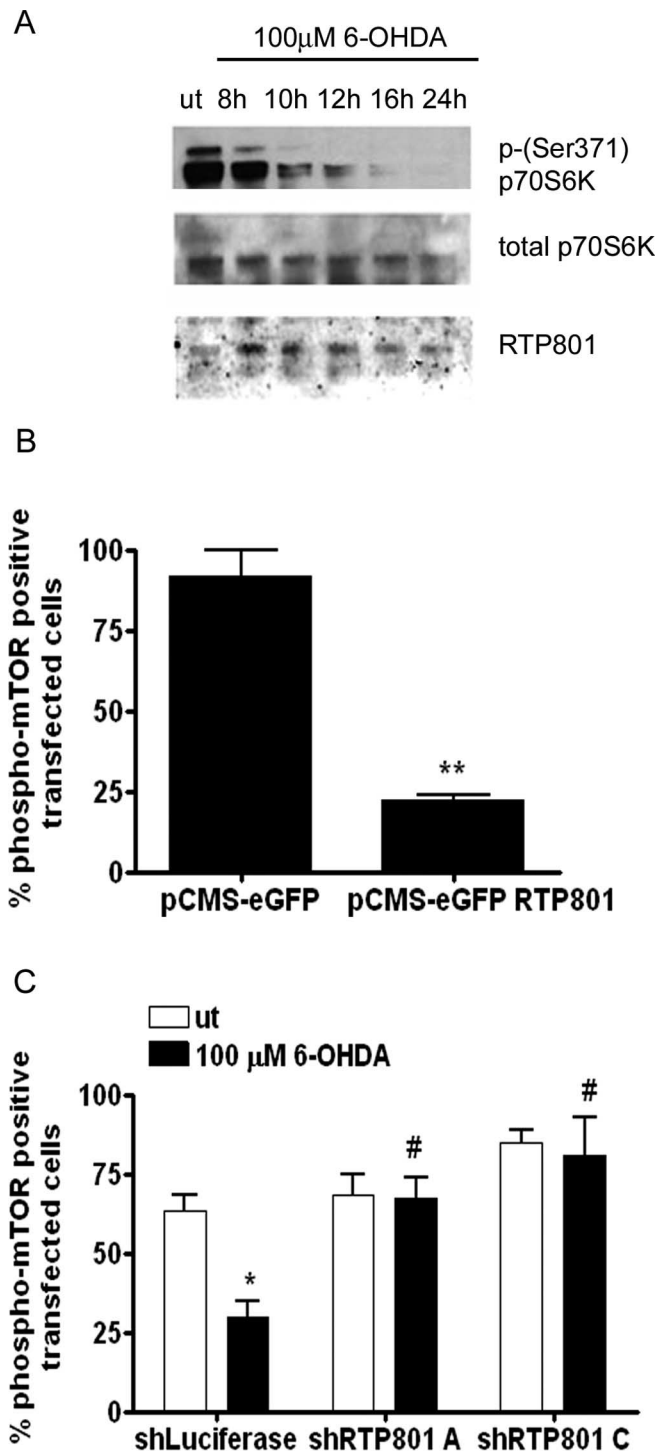 A
100µM 6-OHDA
ut 8h 10h 12h 16h 24h
p-(Ser371)
p70S6K
total p70S6K
RTP801
B
% phospho-mTOR positive
transfected cells
100
75
50
25
0
**
pCMS-eGFP pCMS-eGFP RTP801
C
ut
100 µM 6-OHDA
% phospho-mTOR positive
transfected cells
100
75
50
25
0
*
#
#
shLuciferase shRTP801 A shRTP801 C